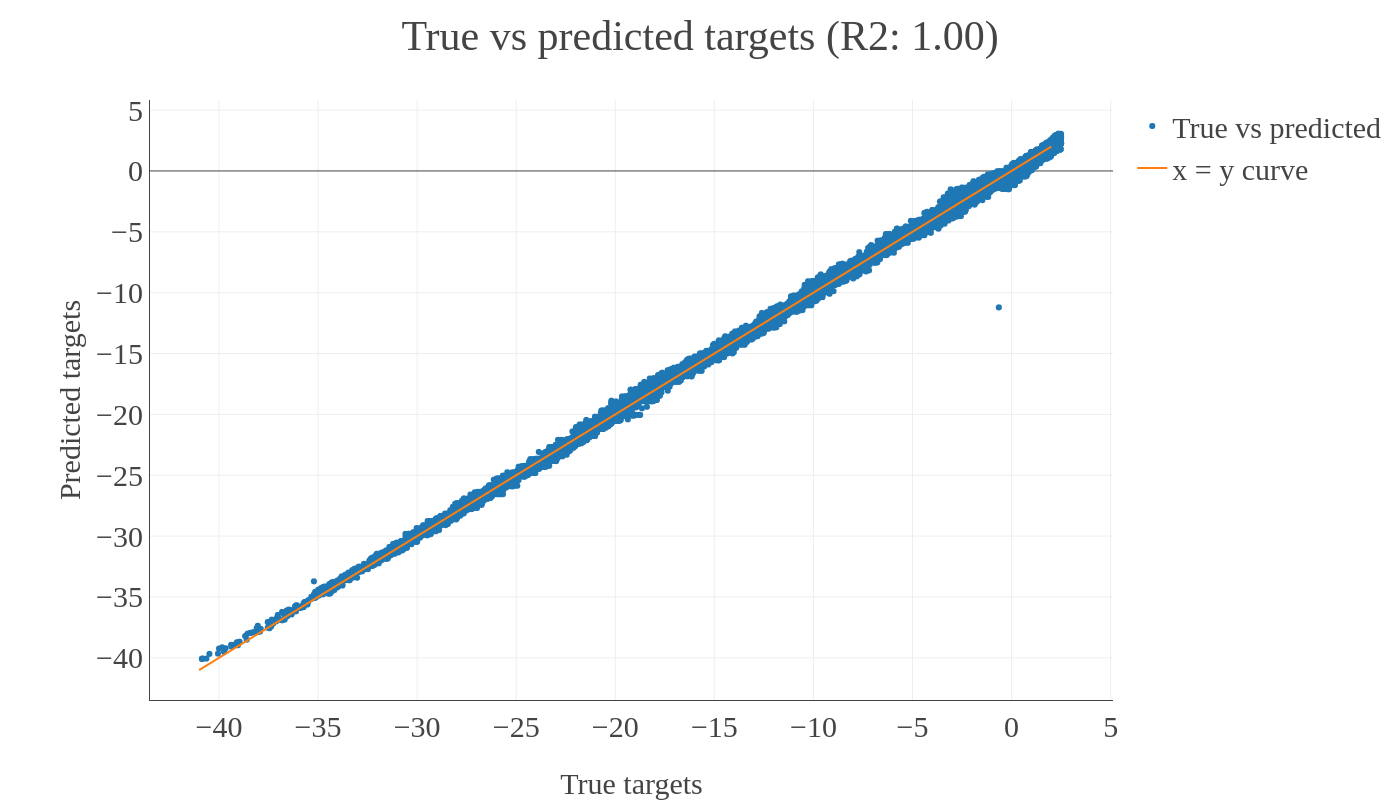 True vs predicted targets (R2: 1.00)
True vs predicted
x = y curve
Predicted targets
5
0
−5
−10
−15
−20
−25
−30
−35
−40
−40 −35 −30 −25 −20 −15 −10 −5 0 5
True targets